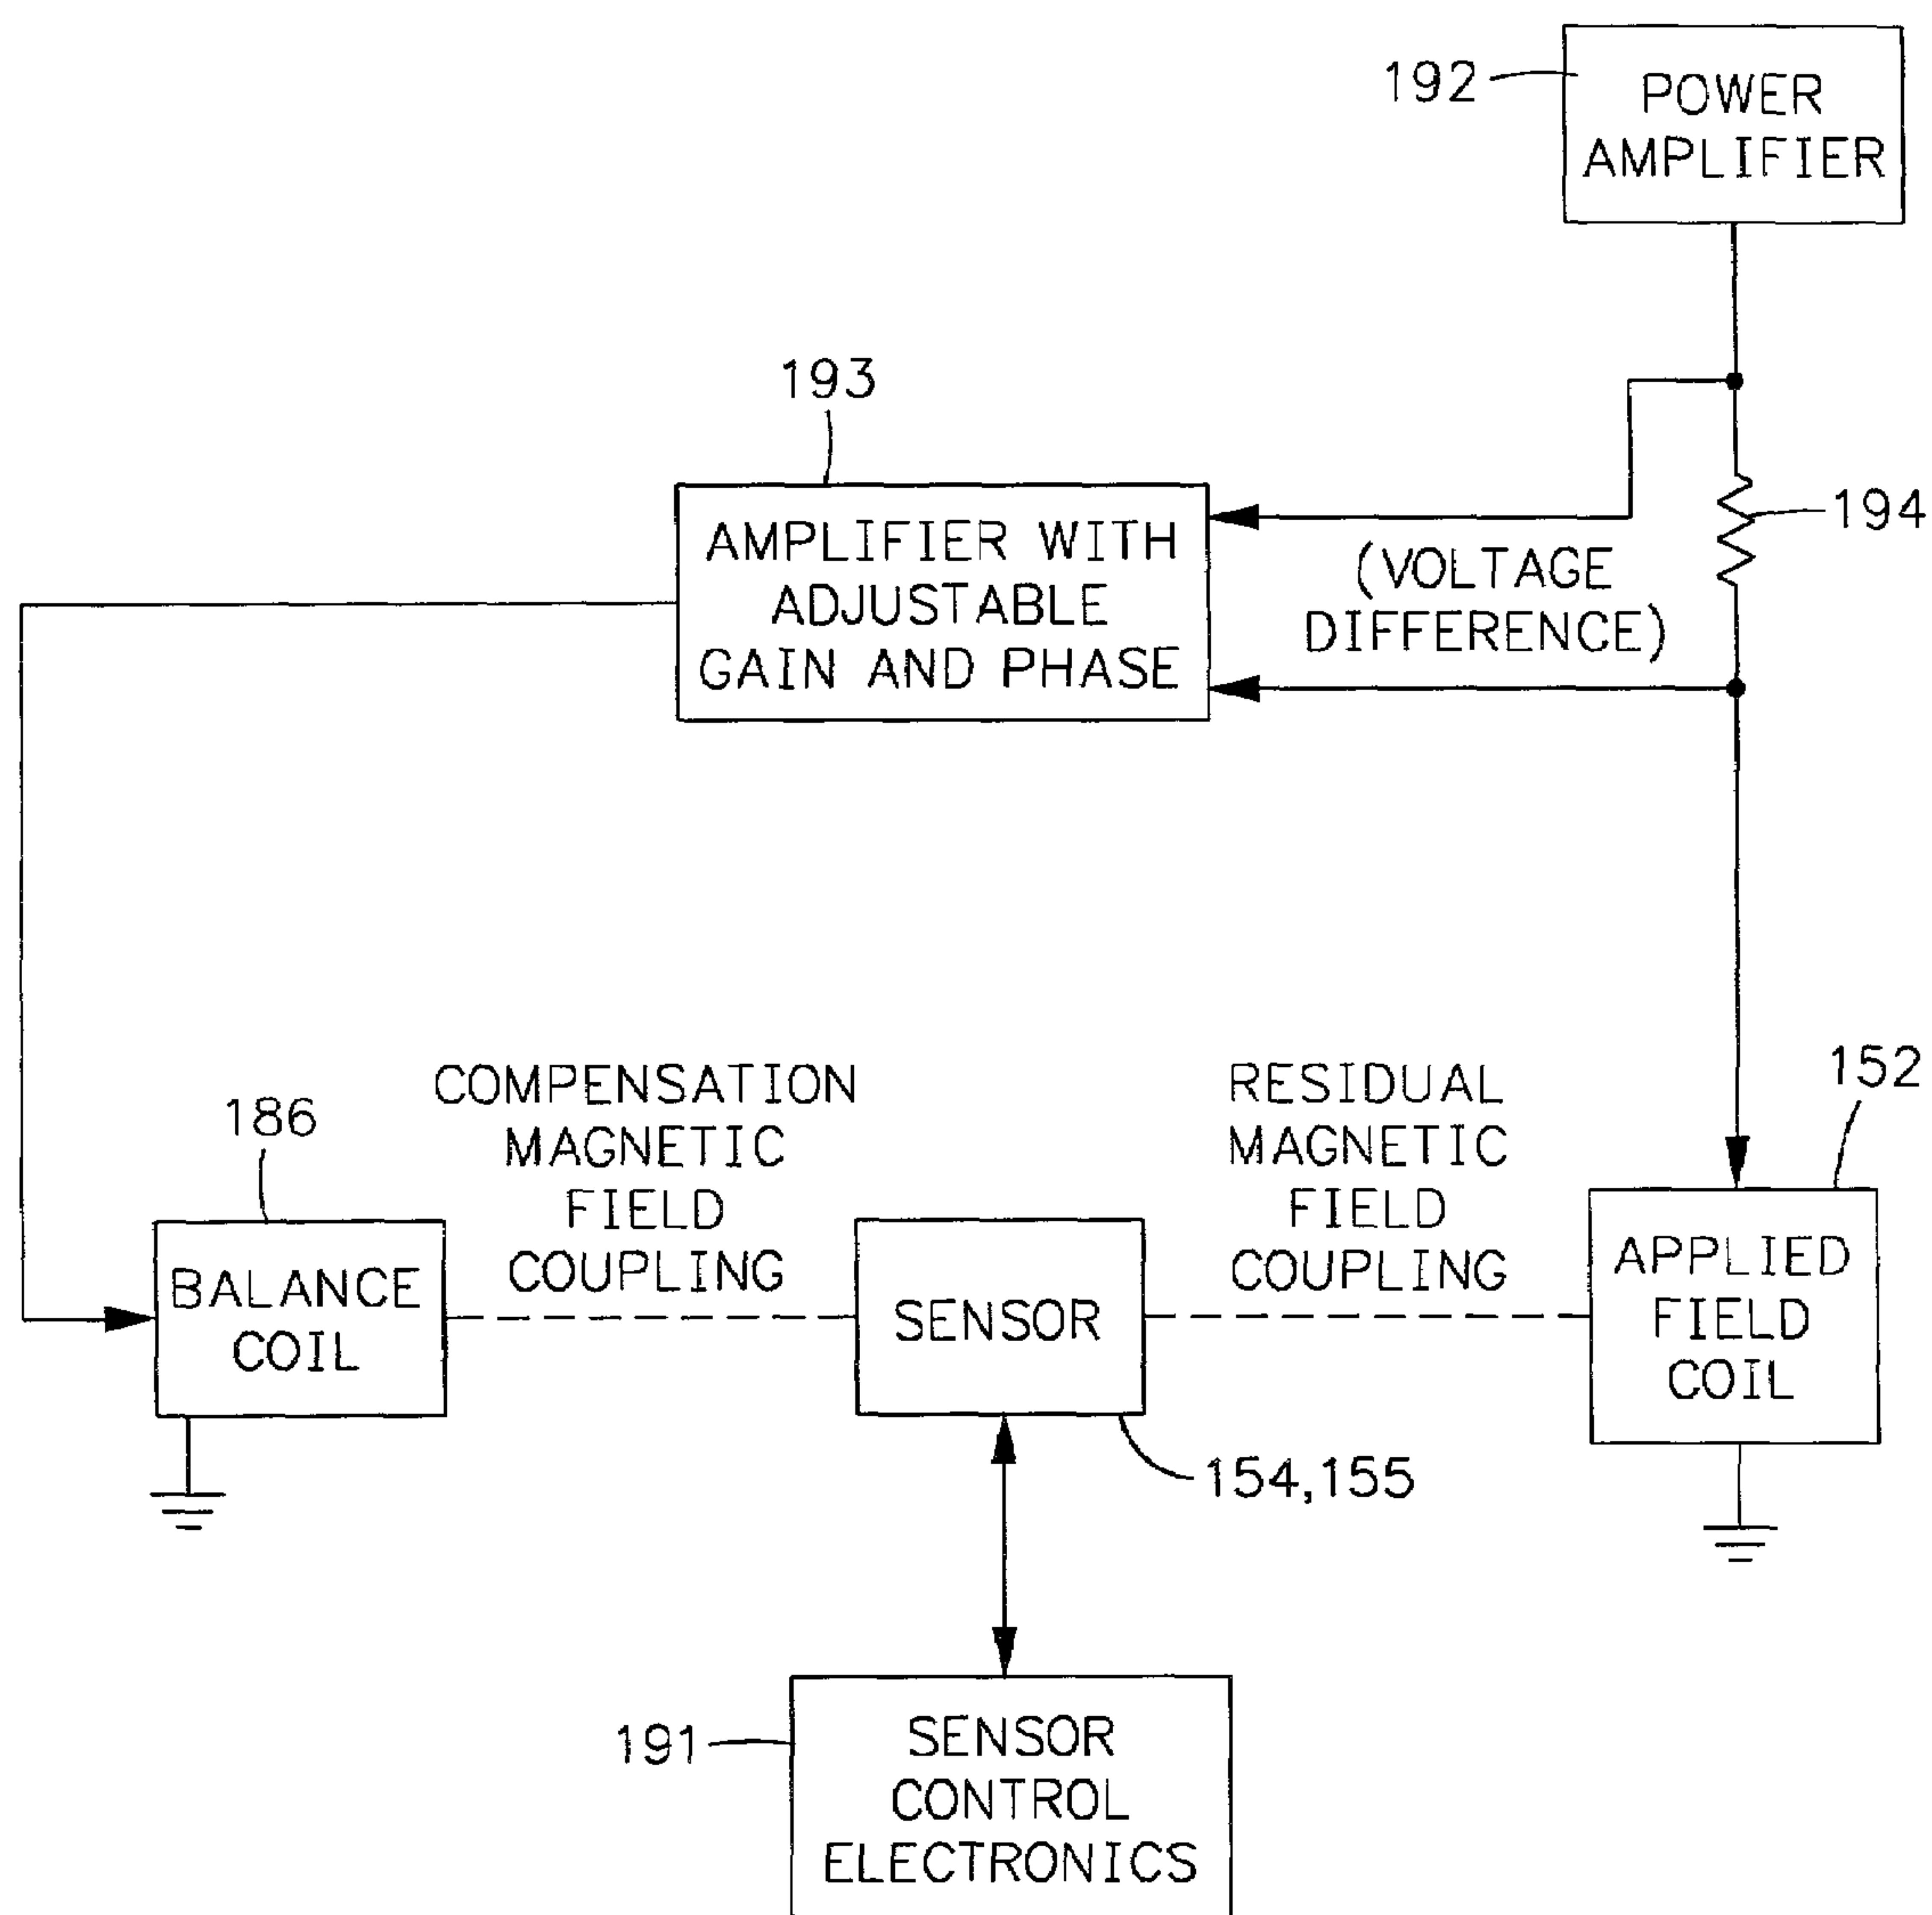 192
POWER
AMPLIFIER
193
AMPLIFIER WITH
ADJUSTABLE
GAIN AND PHASE
(VOLTAGE
DIFFERENCE)
194
186
COMPENSATION
MAGNETIC
FIELD
COUPLING
RESIDUAL
MAGNETIC
FIELD
COUPLING
152
BALANCE
COIL
SENSOR
APPLIED
FIELD
COIL
154,155
191
SENSOR
CONTROL
ELECTRONICS